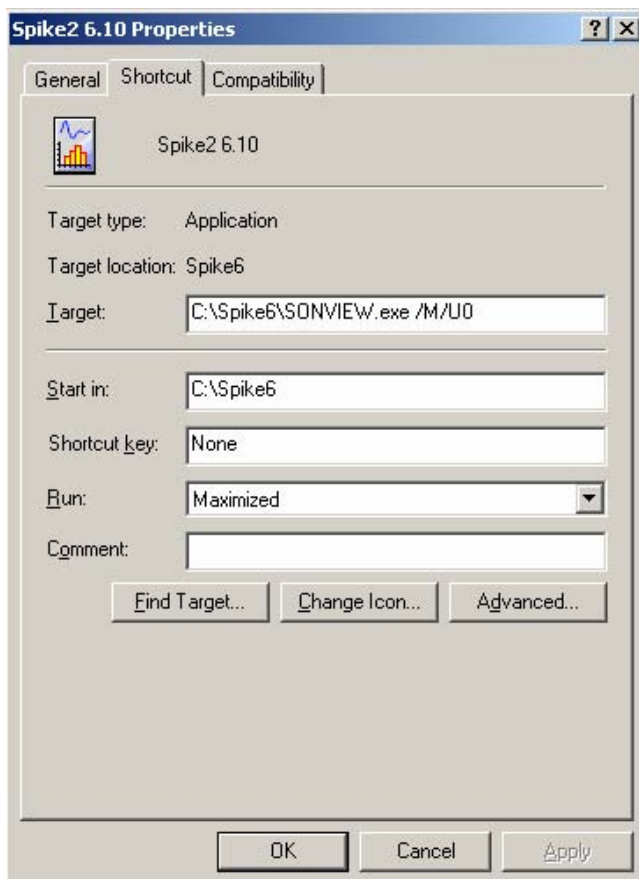 Spike2 6.10 Properties
General Shortcut Compatibility
Spike2 6.10
Target type: Application
Target location: Spike6
Target: C:\Spike6\SONVIEW.exe /M/U0
Start in: C:\Spike6
Shortcut key: None
Run: Maximized
Comment:
Find Target... Change Icon... Advanced...
OK Cancel Apply